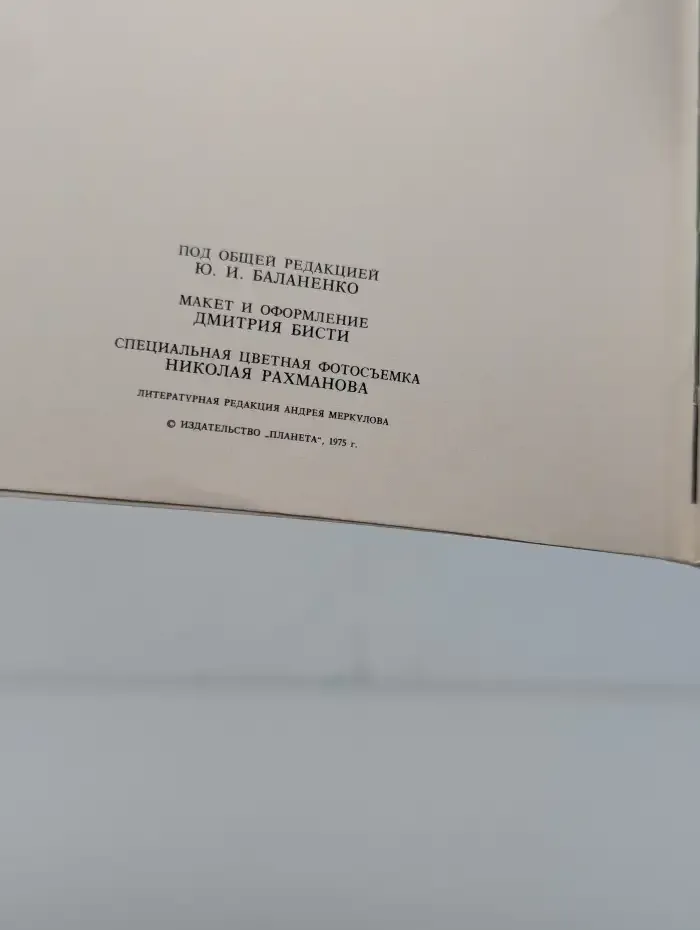 ПОД ОБЩЕЙ РЕДАКЦИЕЙ
Ю. И. БАЛАНЕНКО
МАКЕТ И ОФОРМЛЕНИЕ
ДМИТРИЯ БИСТИ
СПЕЦИАЛЬНАЯ ЦВЕТНАЯ ФОТОСЪЕМКА
НИКОЛАЯ РАХМАНОВА
ЛИТЕРАТУРНАЯ РЕДАКЦИЯ АНДРЕЯ МЕРКУЛОВА
© ИЗДАТЕЛЬСТВО „ПЛАНЕТА“, 1975 г.